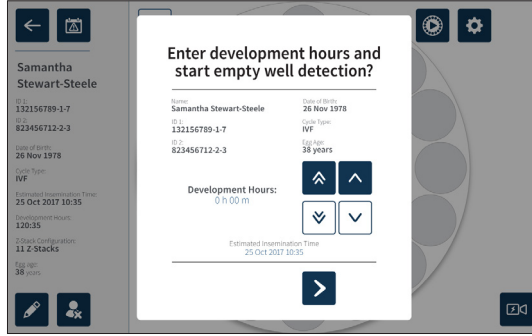 Samantha
Stewart-Steele
ID 1:
132156789-1-7
ID 2:
823456712-2-3
Date of Birth:
26 Nov 1978
Cycle Type:
IVF
Estimated Insemination Time:
25 Oct 2017 10:35
Development Hours:
120:35
Z-Stack Configuration:
11 Z-Stacks
Egg age:
38 years
Enter development hours and
start empty well detection?
Name:
Samantha Stewart-Steele
Date of Birth:
26 Nov 1978
ID 1:
132156789-1-7
Cycle Type:
IVF
ID 2:
823456712-2-3
Egg Age:
38 years
Development Hours:
0 h 00 m
Estimated Insemination Time
25 Oct 2017 10:35